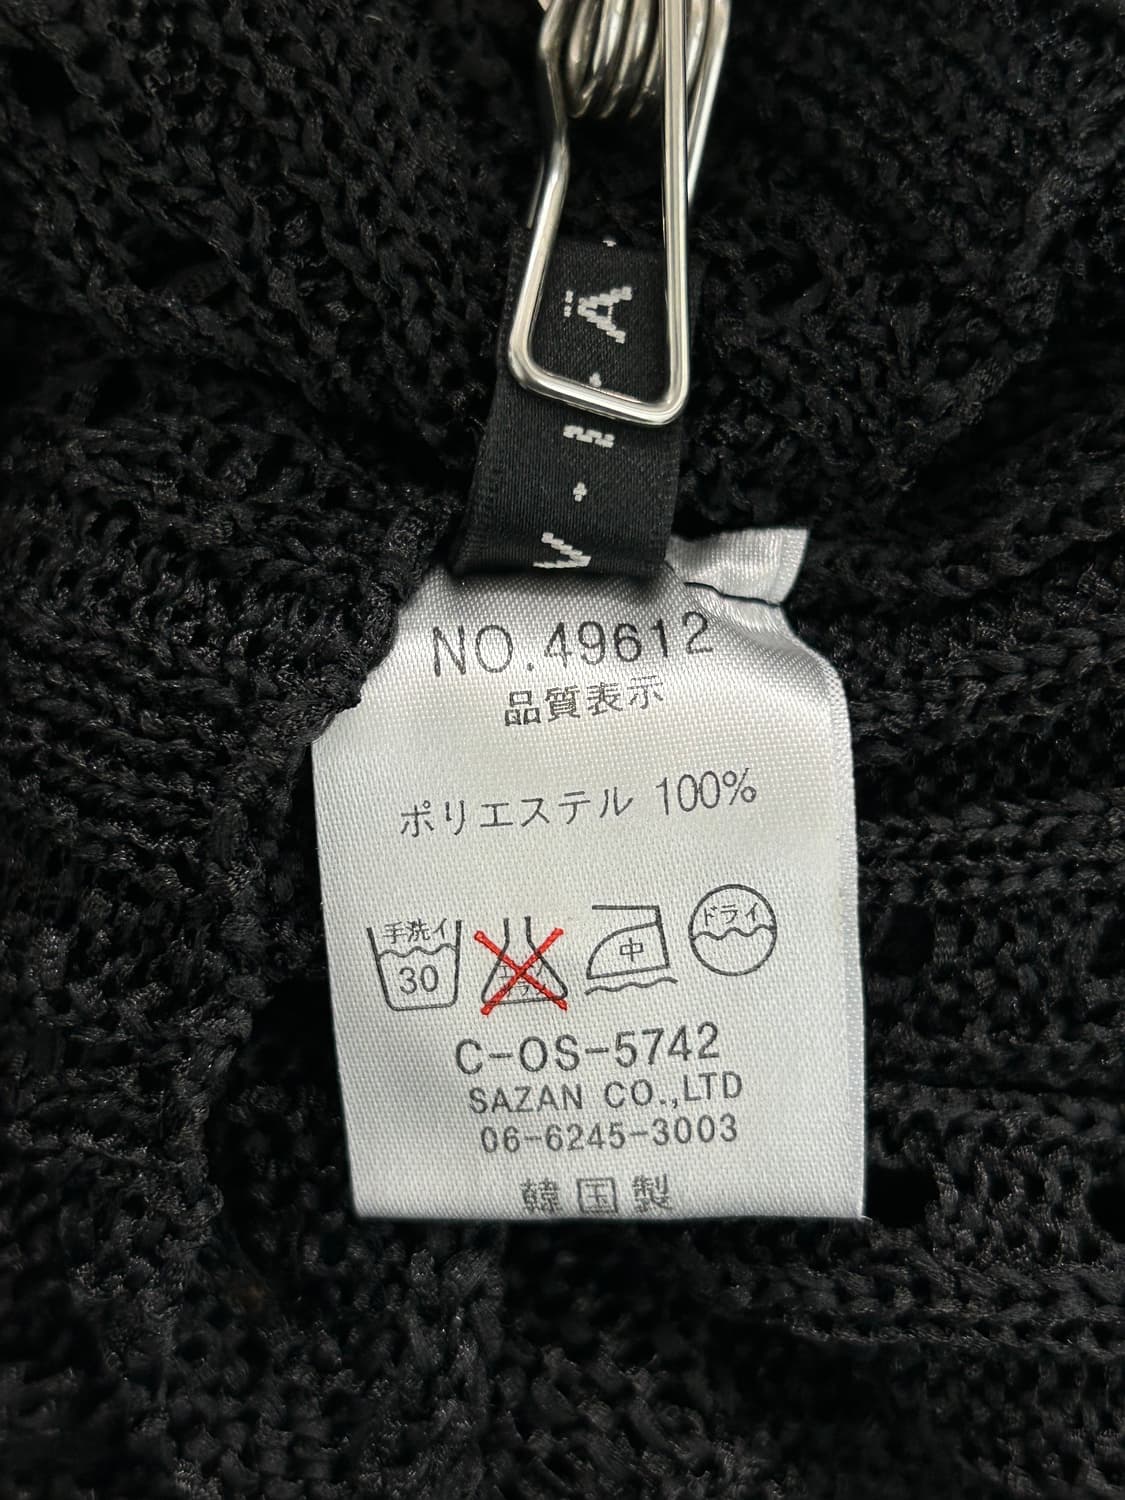 Ä
E
V
NO.49612
品質表示
ポリエステル 100%
手洗イ 30 中 ドライ
C-OS-5742
SAZAN CO.,LTD
06-6245-3003
韓国製